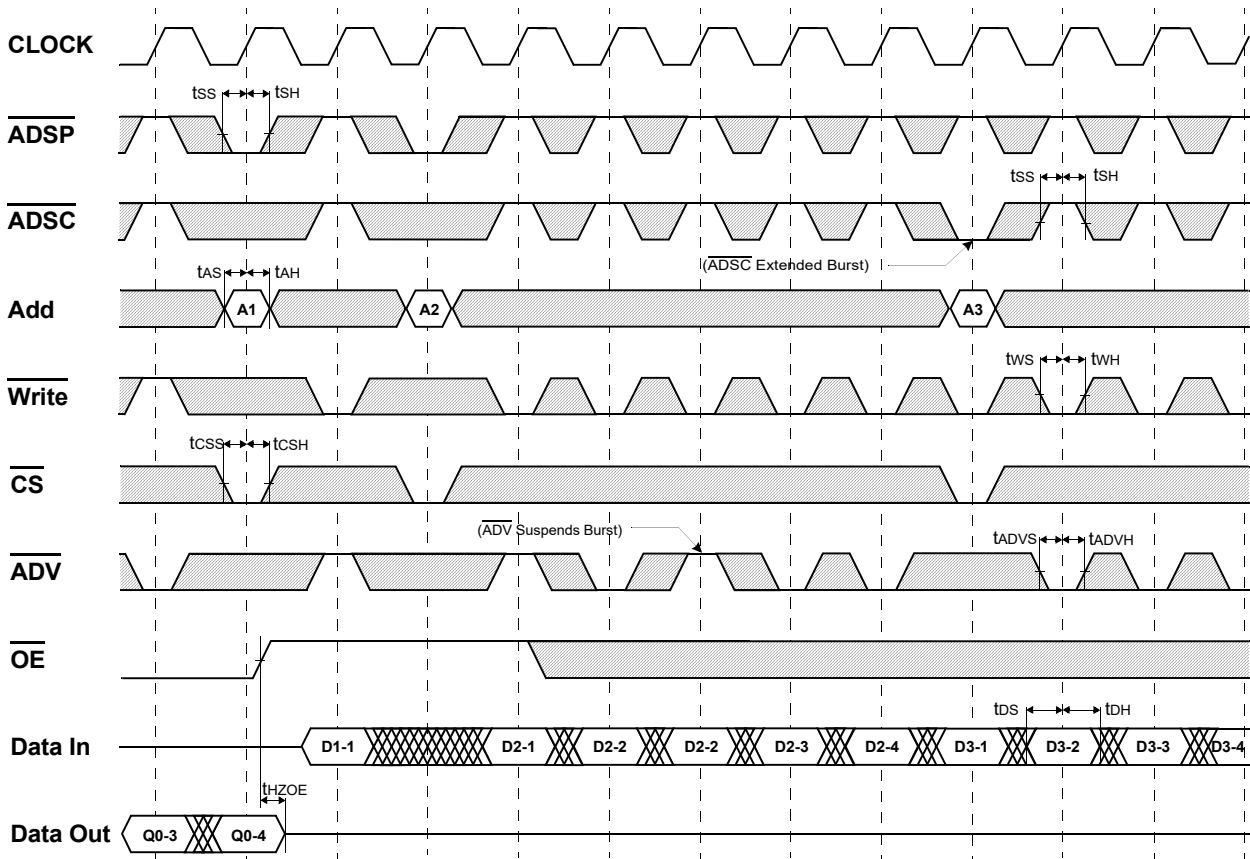 CLOCK
tSS tSH
ADSP
tSS tSH
ADSC
(ADSC Extended Burst)
tAS tAH
Add A1 A2 A3
tWS tWH
Write
tCSS tCSH
CS
(ADV Suspends Burst)
tADVS tADVH
ADV
OE
tDS tDH
Data In D1-1 D2-1 D2-2 D2-2 D2-3 D2-4 D3-1 D3-2 D3-3 D3-4
tHZOE
Data Out Q0-3 Q0-4